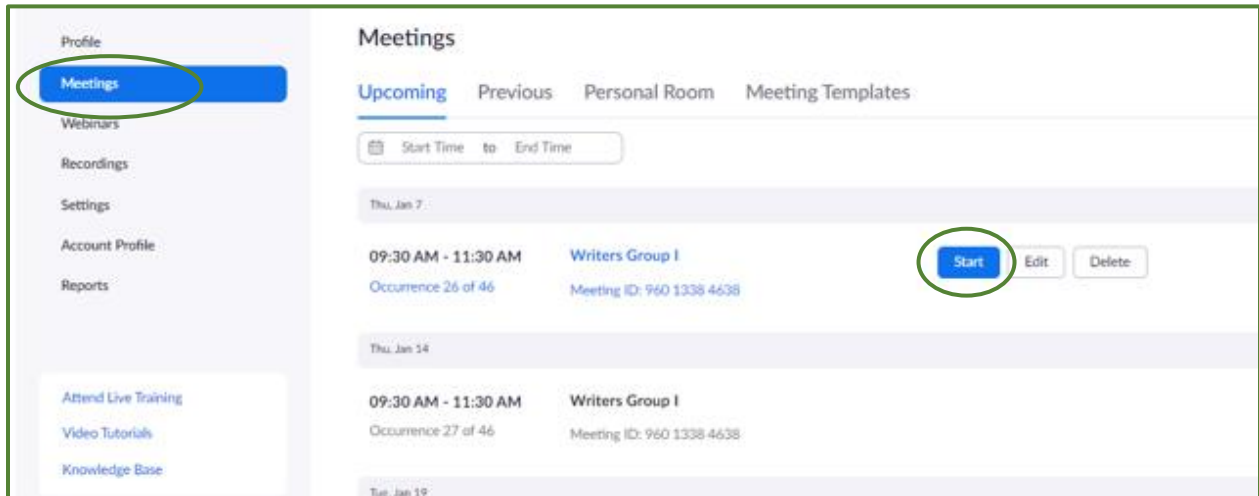 Profile
Meetings
Webinars
Recordings
Settings
Account Profile
Reports
Attend Live Training
Video Tutorials
Knowledge Base
Meetings
Upcoming Previous Personal Room Meeting Templates
Start Time to End Time
Thu, Jan 7
09:30 AM - 11:30 AM Writers Group I Start Edit Delete
Occurrence 26 of 46 Meeting ID: 960 1338 4638
Thu, Jan 14
09:30 AM - 11:30 AM Writers Group I
Occurrence 27 of 46 Meeting ID: 960 1338 4638
Tue, Jan 19